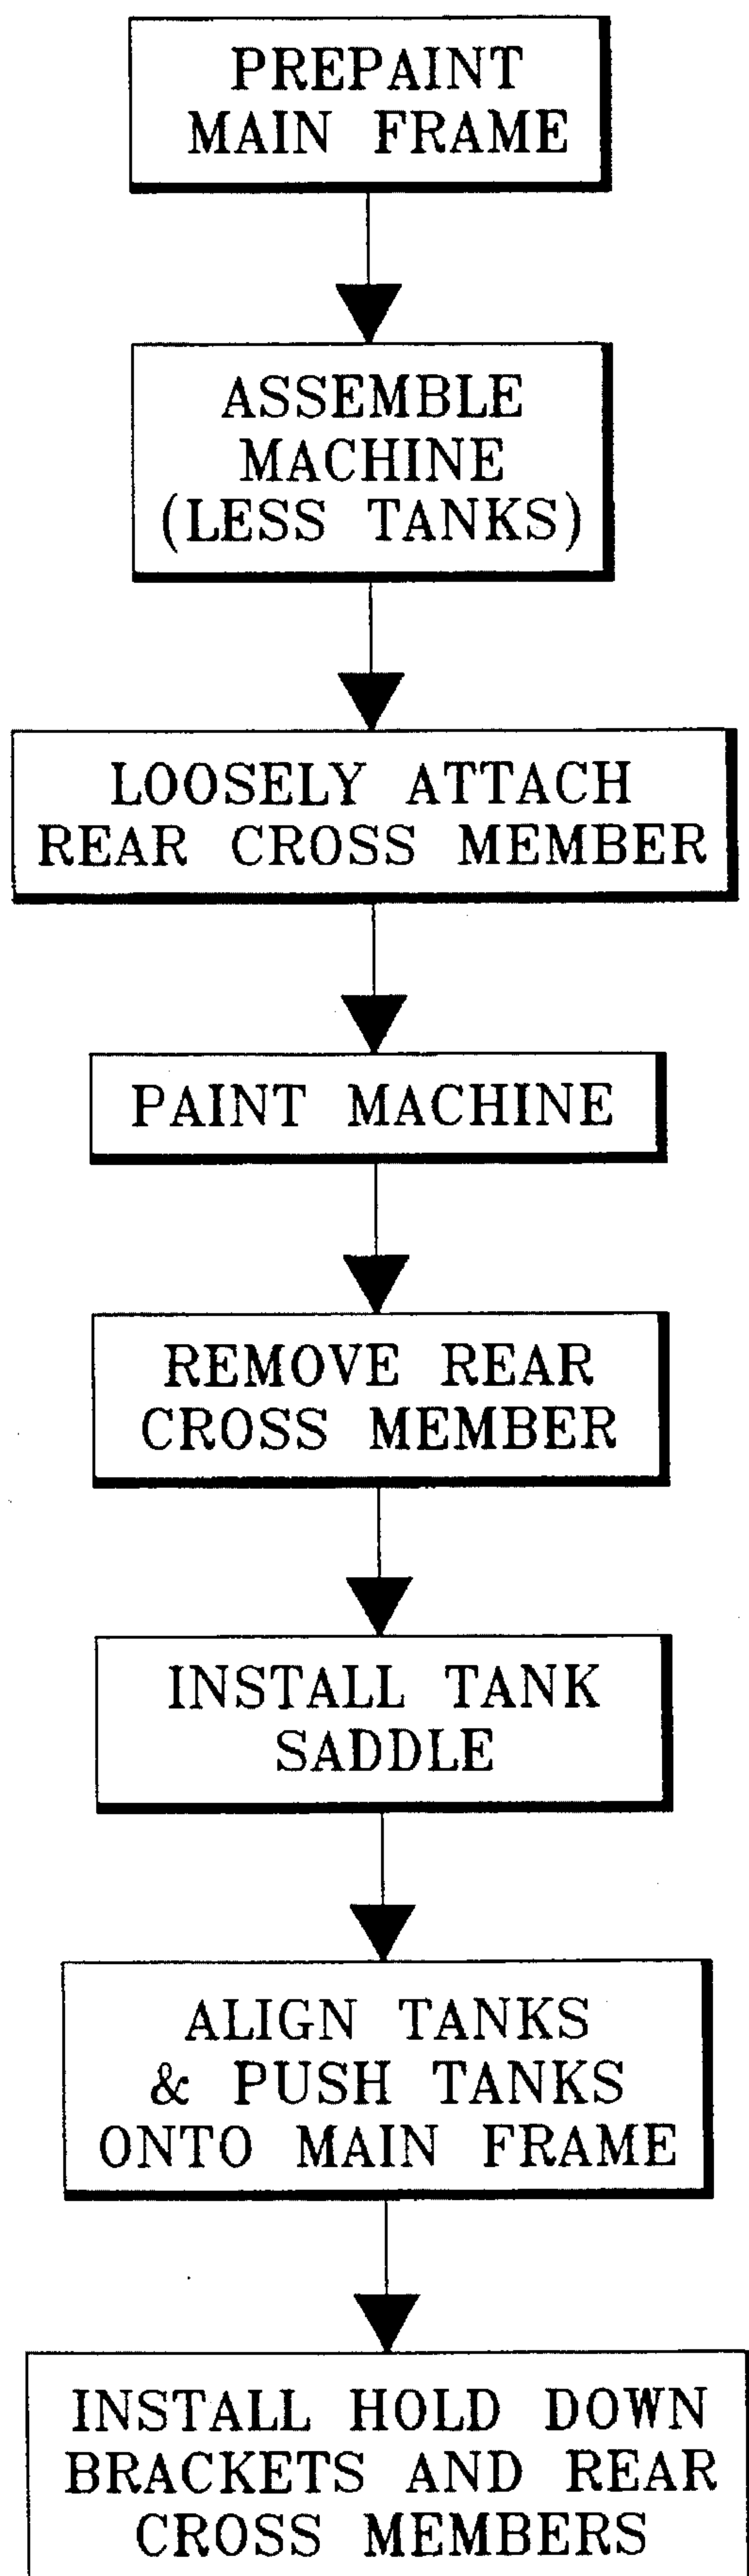 PREPAINT
MAIN FRAME
ASSEMBLE
MACHINE
(LESS TANKS)
LOOSELY ATTACH
REAR CROSS MEMBER
PAINT MACHINE
REMOVE REAR
CROSS MEMBER
INSTALL TANK
SADDLE
ALIGN TANKS
& PUSH TANKS
ONTO MAIN FRAME
INSTALL HOLD DOWN
BRACKETS AND REAR
CROSS MEMBERS